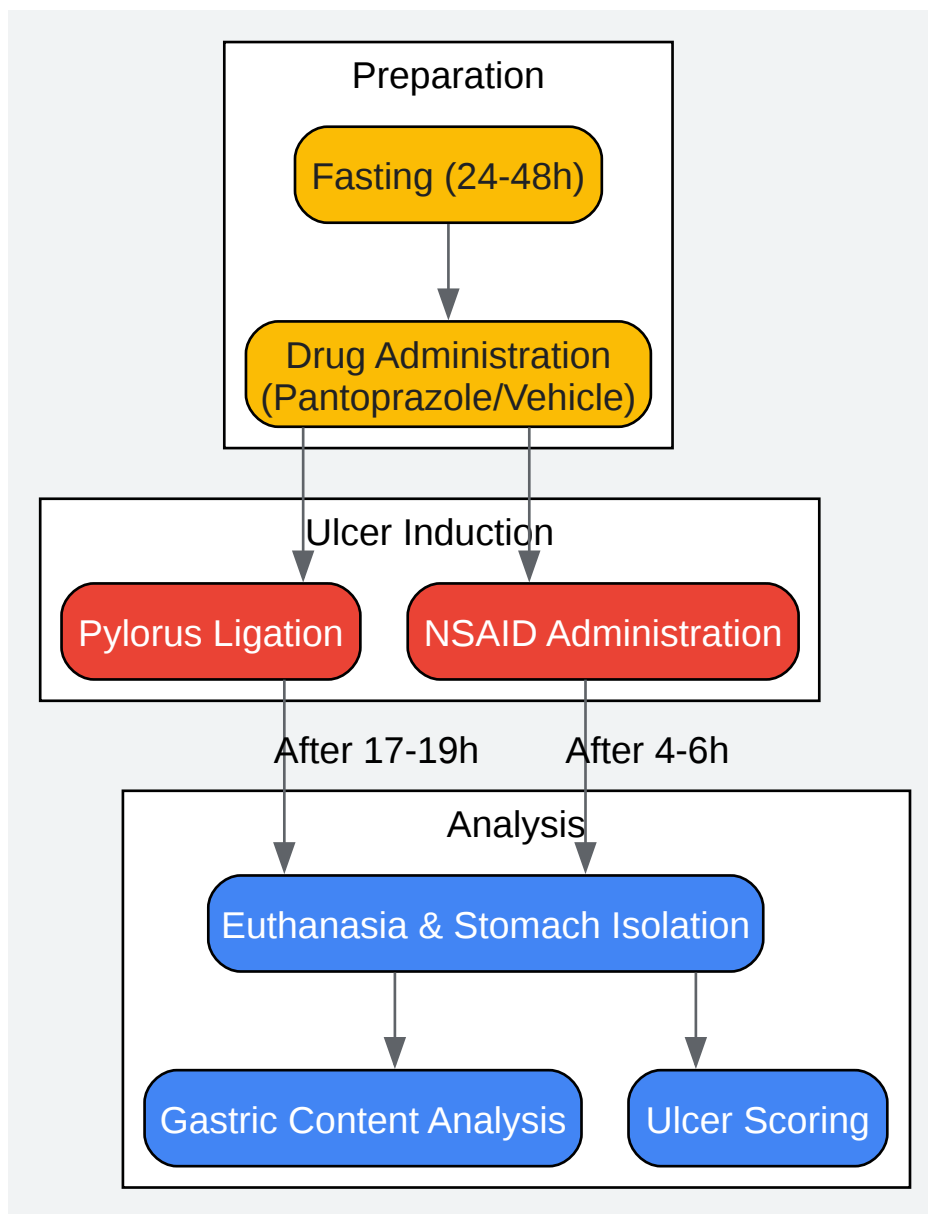 Preparation
Fasting (24-48h)
Drug Administration
(Pantoprazole/Vehicle)
Ulcer Induction
Pylorus Ligation
NSAID Administration
After 17-19h
After 4-6h
Analysis
Euthanasia & Stomach Isolation
Gastric Content Analysis
Ulcer Scoring